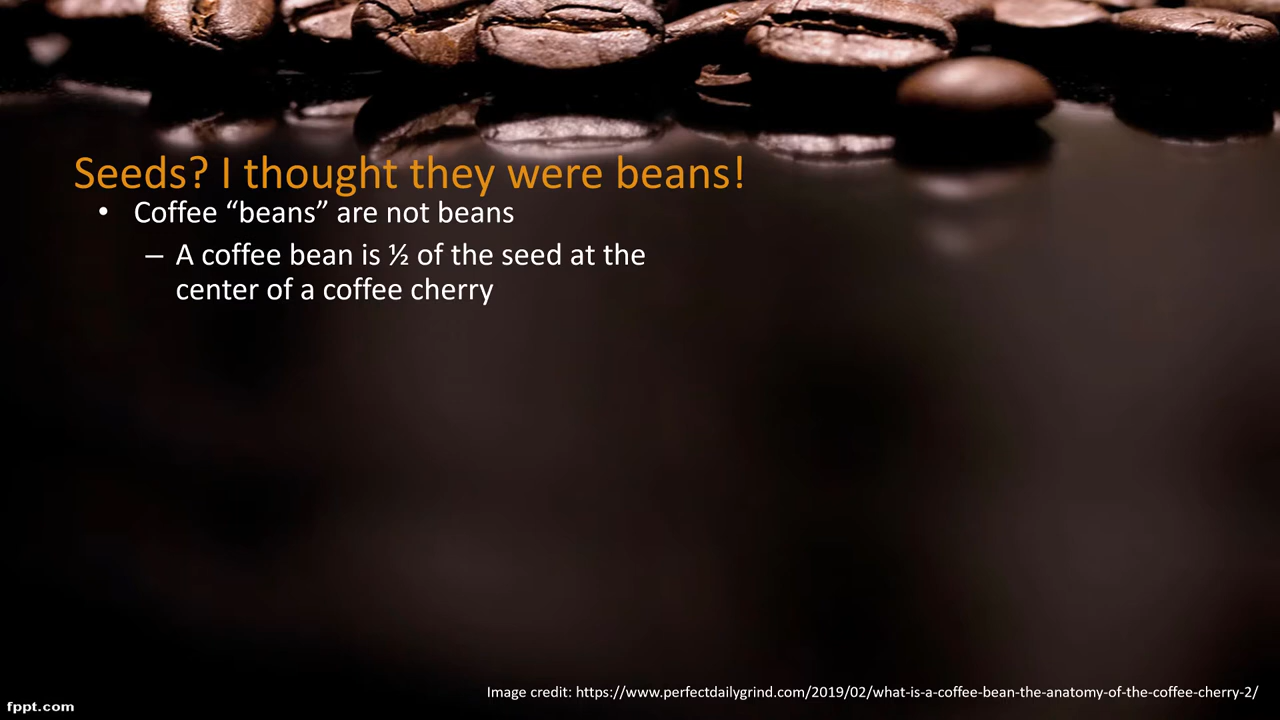 Seeds? I thought they were beans!
• Coffee “beans” are not beans
– A coffee bean is ½ of the seed at the
center of a coffee cherry
Image credit: https://www.perfectdailygrind.com/2019/02/what-is-a-coffee-bean-the-anatomy-of-the-coffee-cherry-2/
fppt.com